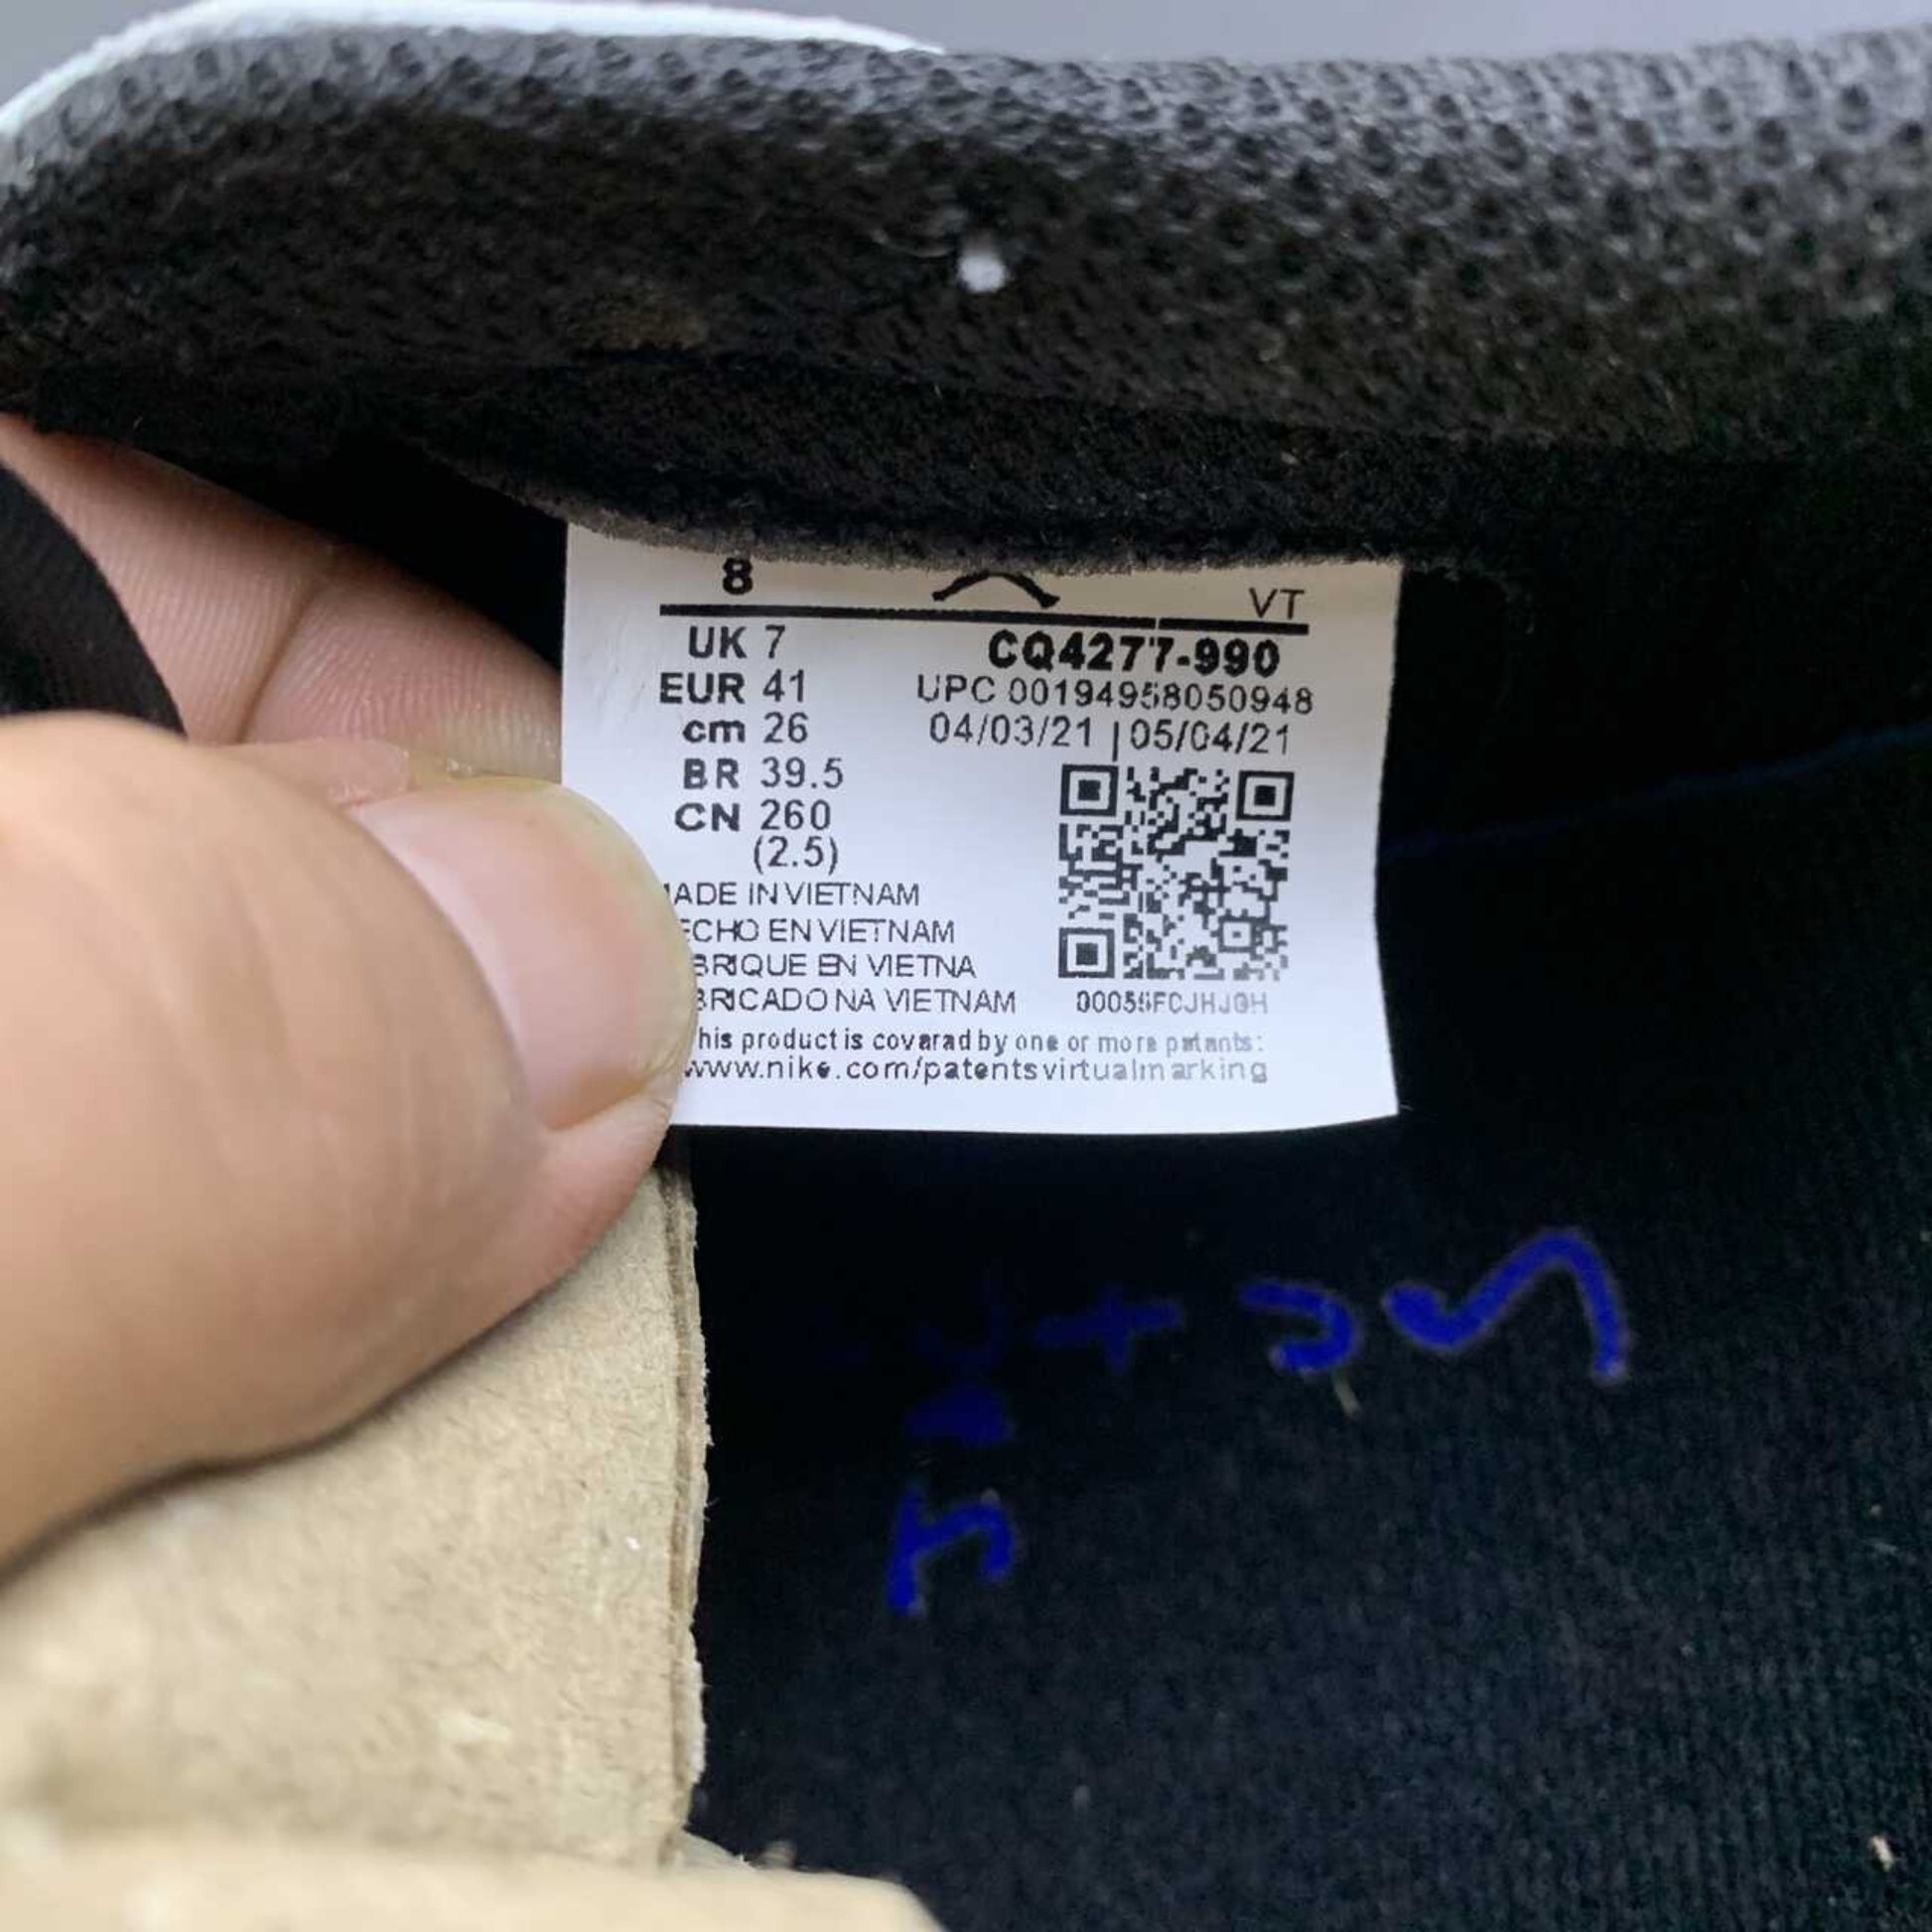 8
VT
UK 7
CQ4277-990
EUR 41
UPC 00194958050948
cm 26
04/03/21 | 05/04/21
BR 39.5
CN 260
(2.5)
ADE IN VIETNAM
ECHO EN VIETNAM
BRIQUE EN VIETNA
BRICADO NA VIETNAM
his product is covarad by one or more patants:
www.nike.com/patentsvirtualmarking